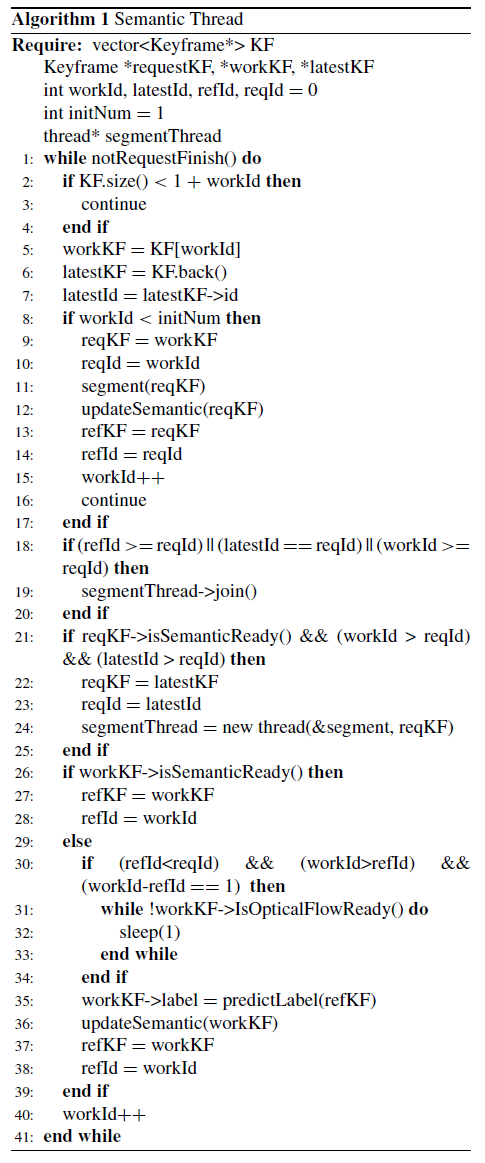 Algorithm 1 Semantic Thread
Require: vector<Keyframe*> KF
Keyframe *requestKF, *workKF, *latestKF
int workId, latestId, refId, reqId = 0
int initNum = 1
thread* segmentThread
1: while notRequestFinish() do
2: if KF.size() < 1 + workId then
3: continue
4: end if
5: workKF = KF[workId]
6: latestKF = KF.back()
7: latestId = latestKF->id
8: if workId < initNum then
9: reqKF = workKF
10: reqId = workId
11: segment(reqKF)
12: updateSemantic(reqKF)
13: refKF = reqKF
14: refId = reqId
15: workId++
16: continue
17: end if
18: if (refId >= reqId) || (latestId == reqId) || (workId >=
reqId) then
19: segmentThread->join()
20: end if
21: if reqKF->isSemanticReady() && (workId > reqId)
&& (latestId > reqId) then
22: reqKF = latestKF
23: reqId = latestId
24: segmentThread = new thread(&segment, reqKF)
25: end if
26: if workKF->isSemanticReady() then
27: refKF = workKF
28: refId = workId
29: else
30: if (refId<reqId) && (workId>refId) &&
(workId-refId == 1) then
31: while !workKF->IsOpticalFlowReady() do
32: sleep(1)
33: end while
34: end if
35: workKF->label = predictLabel(refKF)
36: updateSemantic(workKF)
37: refKF = workKF
38: refId = workId
39: end if
40: workId++
41: end while